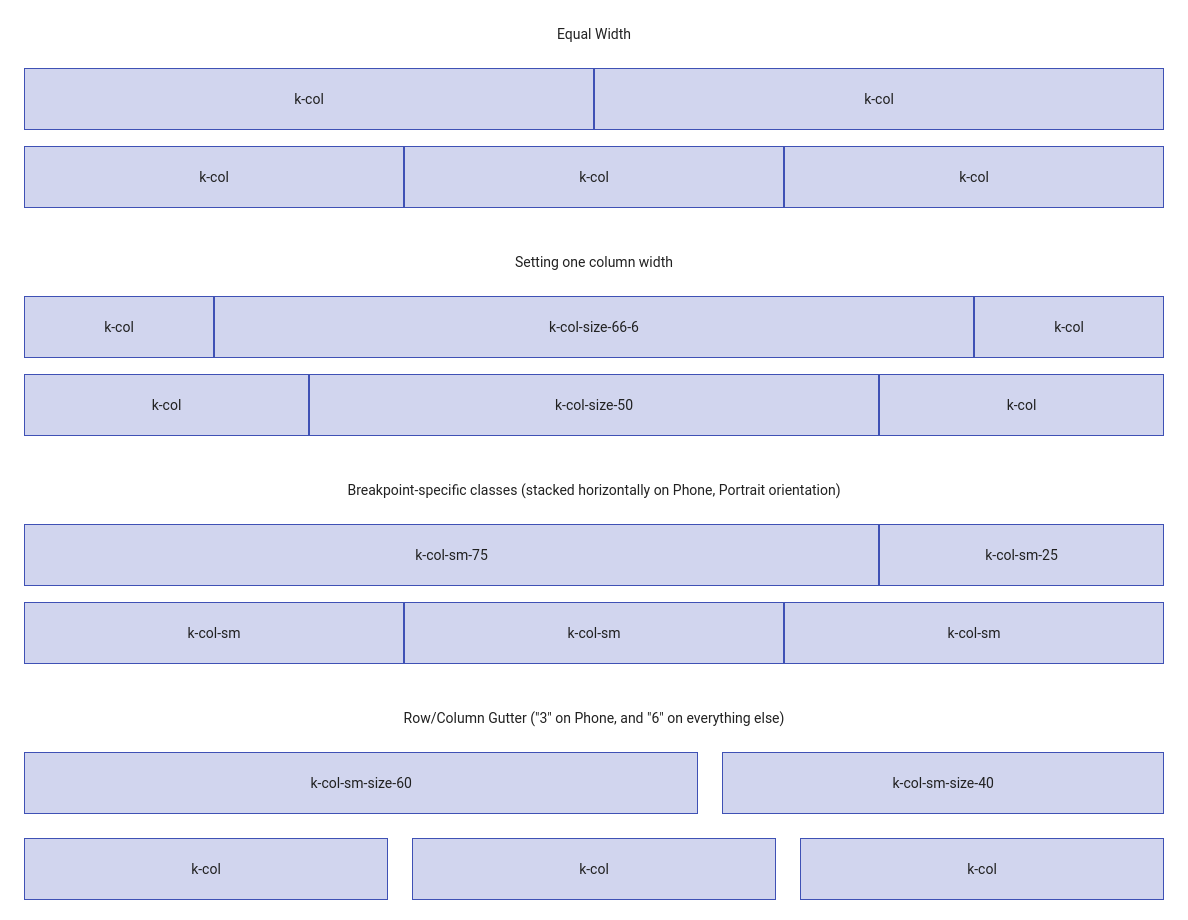 Equal Width
k-col k-col
k-col k-col k-col
Setting one column width
k-col k-col-size-66-6 k-col
k-col k-col-size-50 k-col
Breakpoint-specific classes (stacked horizontally on Phone, Portrait orientation)
k-col-sm-75 k-col-sm-25
k-col-sm k-col-sm k-col-sm
Row/Column Gutter ("3" on Phone, and "6" on everything else)
k-col-sm-size-60 k-col-sm-size-40
k-col k-col k-col